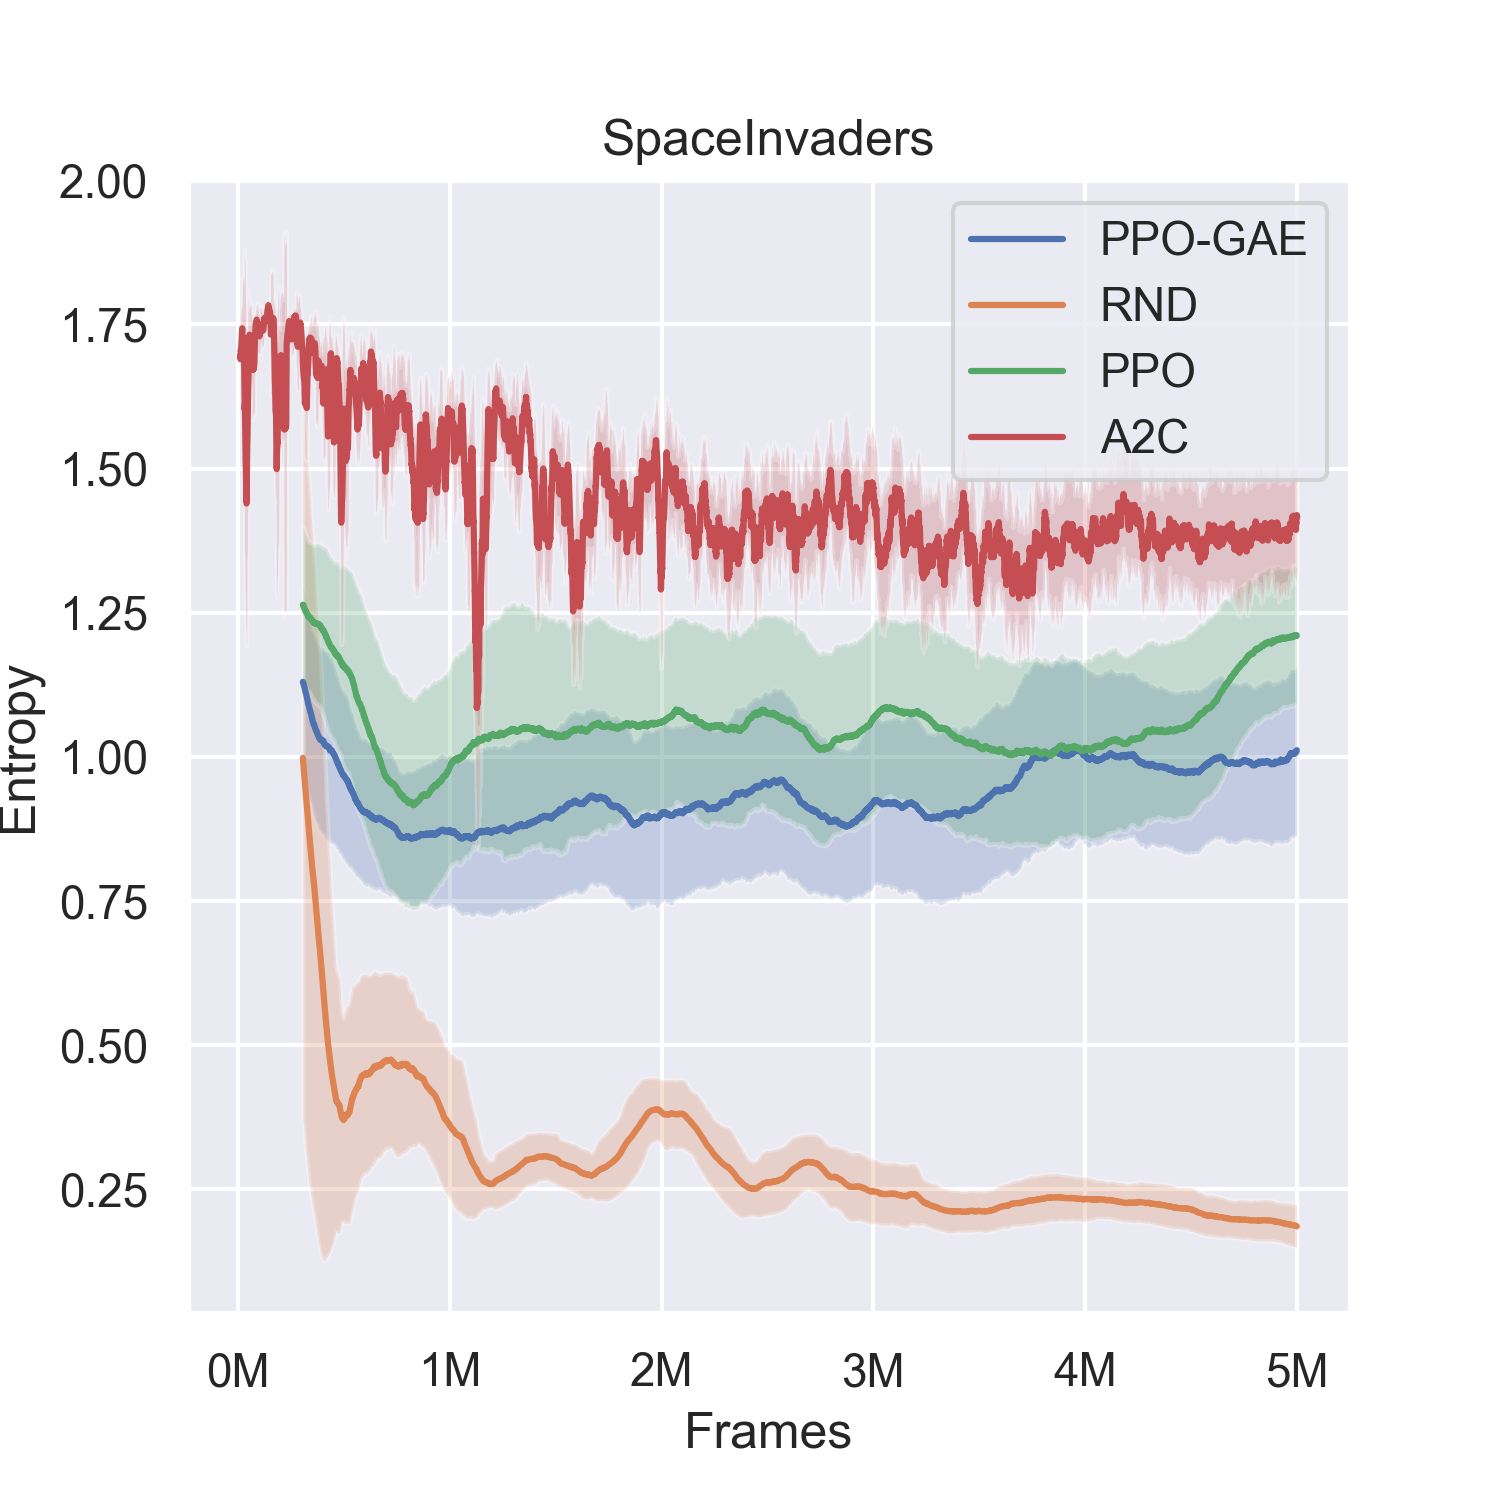 SpaceInvaders
2.00
1.75
1.50
1.25
1.00
0.75
0.50
0.25
Entropy
PPO-GAE
RND
PPO
A2C
0M 1M 2M 3M 4M 5M
Frames